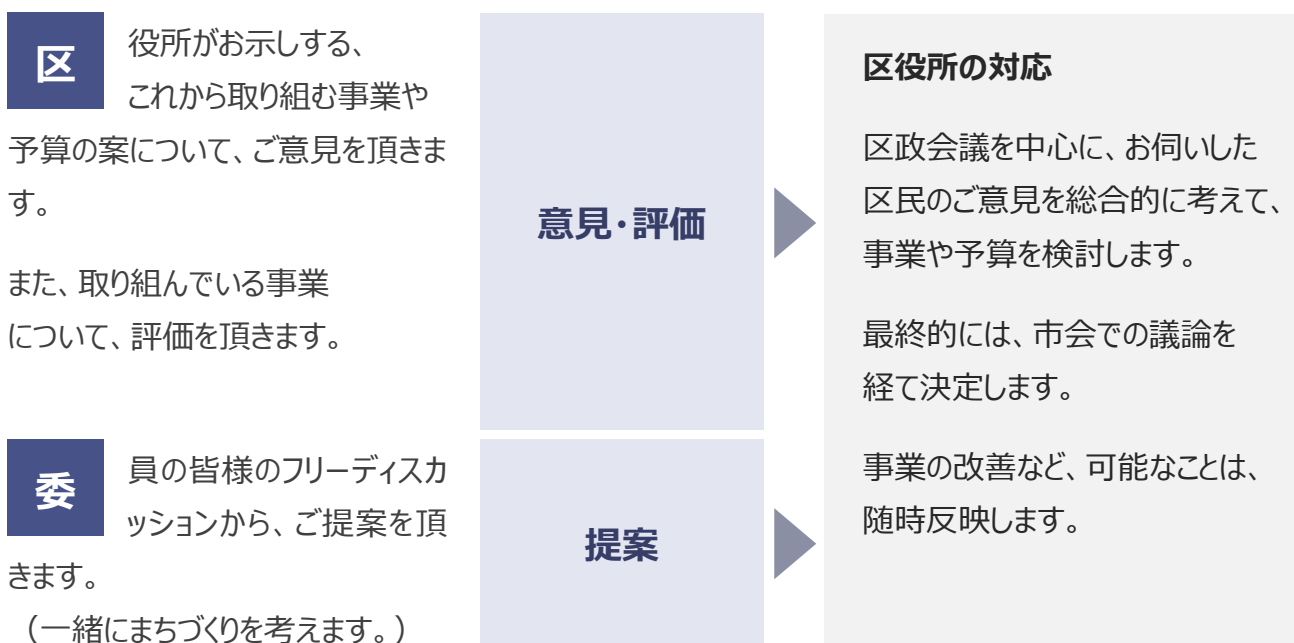 区役所がお示しする、
これから取り組む事業や
予算の案について、ご意見を頂きま
す。
また、取り組んでいる事業
について、評価を頂きます。
意見・評価
委員の皆様のフリーディスカ
ッションから、ご提案を頂
きます。
（一緒にまちづくりを考えます。）
提案
区役所の対応
区政会議を中心に、お伺いした
区民のご意見を総合的に考えて、
事業や予算を検討します。
最終的には、市会での議論を
経て決定します。
事業の改善など、可能なことは、
随時反映します。